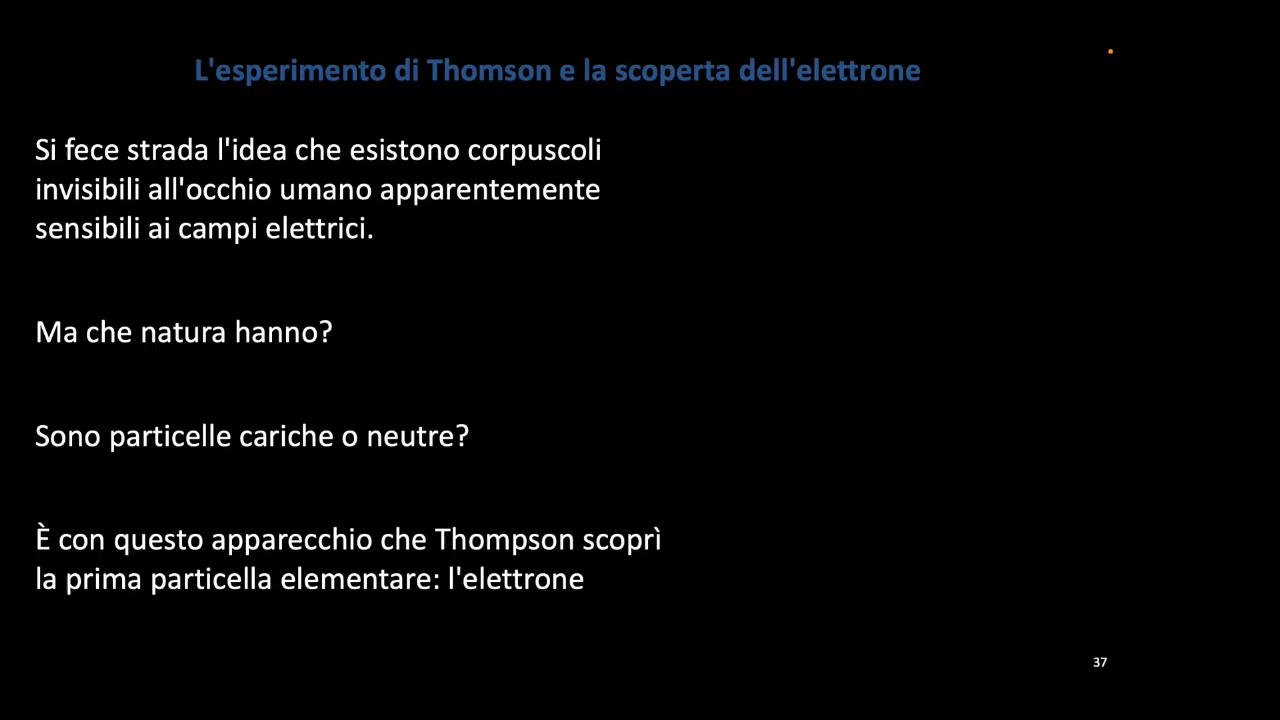 L'esperimento di Thomson e la scoperta dell'elettrone
Si fece strada l'idea che esistono corpuscoli
invisibili all'occhio umano apparentemente
sensibili ai campi elettrici.
Ma che natura hanno?
Sono particelle cariche o neutre?
È con questo apparecchio che Thompson scoprì
la prima particella elementare: l'elettrone
37